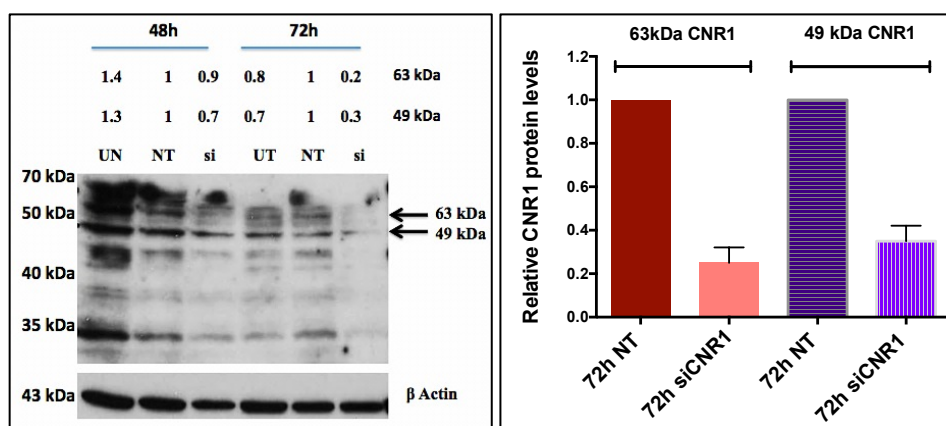 48h 72h
1.4 1 0.9 0.8 1 0.2 63 kDa
1.3 1 0.7 0.7 1 0.3 49 kDa
UN NT si UT NT si
70 kDa
50 kDa
63 kDa
49 kDa
40 kDa
35 kDa
43 kDa
β Actin
63kDa CNR1 49 kDa CNR1
Relative CNR1 protein levels
1.2
1.0
0.8
0.6
0.4
0.2
0.0
72h NT
72h siCNR1
72h NT
72h siCNR1